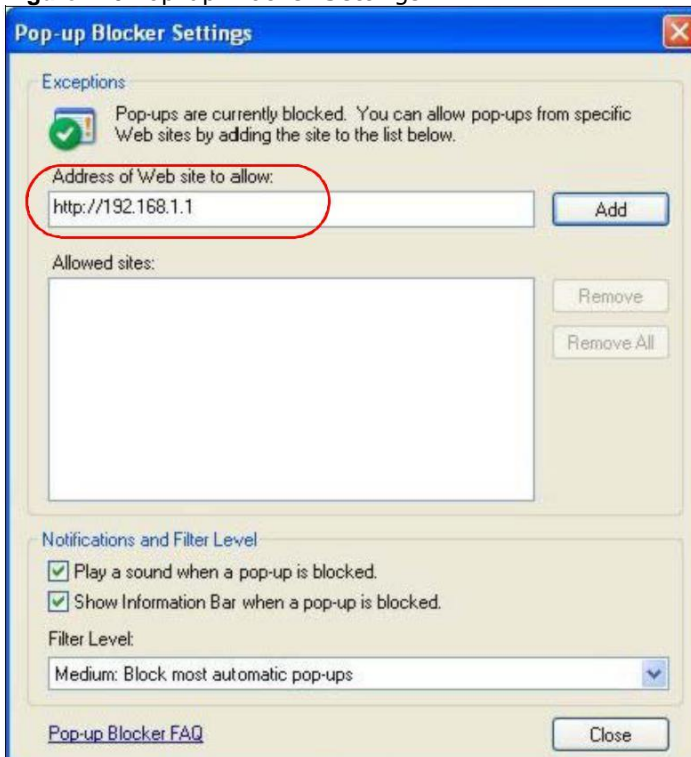 Pop-up Blocker Settings
Exceptions
Pop-ups are currently blocked. You can allow pop-ups from specific
Web sites by adding the site to the list below.
Address of Web site to allow:
http://192.168.1.1
Add
Allowed sites:
Remove
Remove All
Notifications and Filter Level
Play a sound when a pop-up is blocked.
Show Information Bar when a pop-up is blocked.
Filter Level:
Medium: Block most automatic pop-ups
Pop-up Blocker FAQ
Close